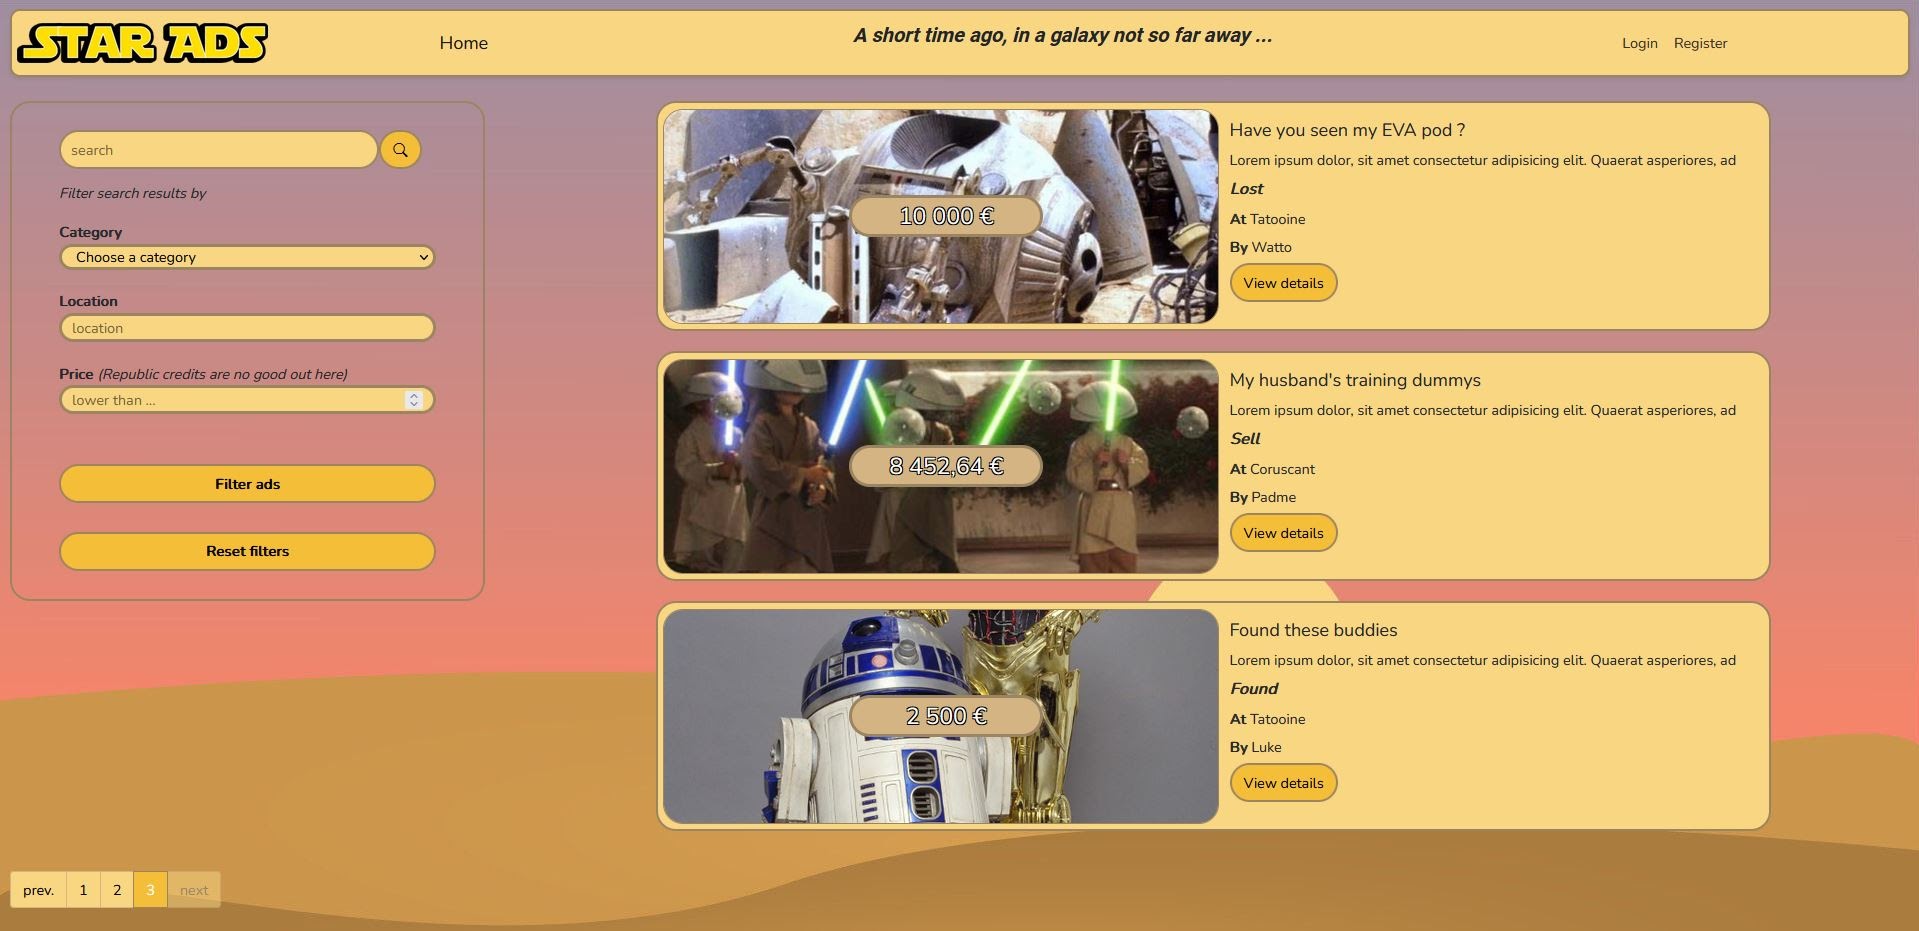 STAR ADS
Home
A short time ago, in a galaxy not so far away ...
Login
Register
search
Filter search results by
Category
Choose a category
Location
location
Price (Republic credits are no good out here)
lower than ...
Filter ads
Reset filters
10 000 €
Have you seen my EVA pod ?
Lorem ipsum dolor, sit amet consectetur adipisicing elit. Quaerat asperiores, ad
Lost
At Tatooine
By Watto
View details
8 452,64 €
My husband's training dummys
Lorem ipsum dolor, sit amet consectetur adipisicing elit. Quaerat asperiores, ad
Sell
At Coruscant
By Padme
View details
2 500 €
Found these buddies
Lorem ipsum dolor, sit amet consectetur adipisicing elit. Quaerat asperiores, ad
Found
At Tatooine
By Luke
View details
prev. 1 2 3 next